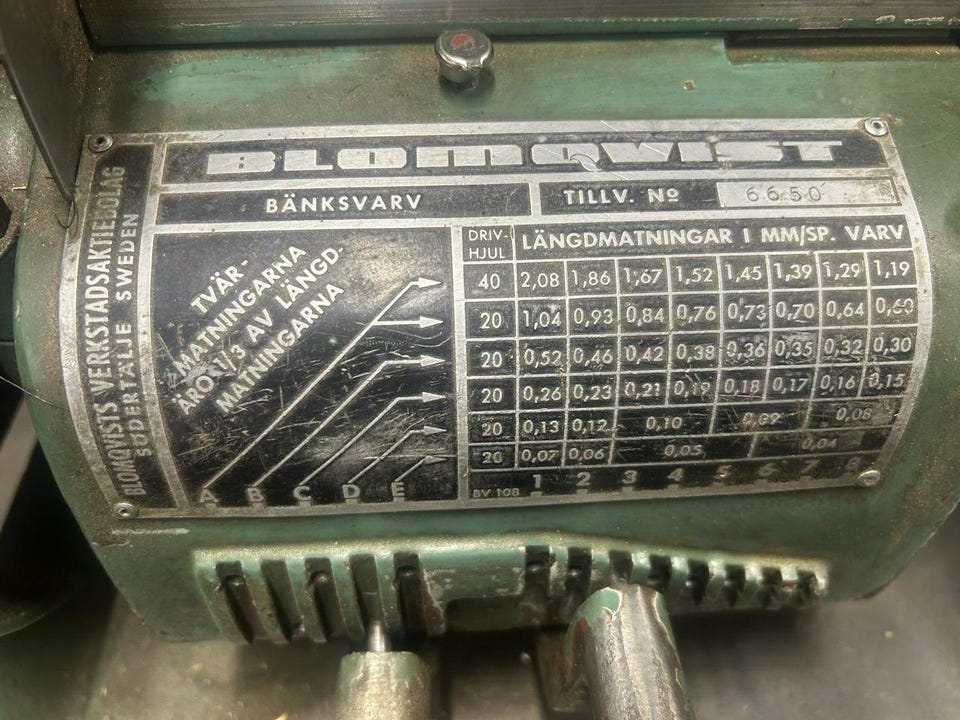 BLOMQWIST
BÄNKSVARV
TILLV. Nº 6650
BLOMQVISTS VERKSTADSAKTIEBOLAG
SÖDERTÄLJE SWEDEN
TVÄR-
MATNINGARNA
ÄRO 1/3 AV LÄNGD-
MATNINGARNA
A B C D E
DRIV-HJUL LÄNGDMATNINGAR I MM/SP. VARV
40 2,08 1,86 1,67 1,52 1,45 1,39 1,29 1,19
20 1,04 0,93 0,84 0,76 0,73 0,70 0,64 0,60
20 0,52 0,46 0,42 0,38 0,36 0,35 0,32 0,30
20 0,26 0,23 0,21 0,19 0,18 0,17 0,16 0,15
20 0,13 0,12 0,10 0,09 0,08
20 0,07 0,06 0,05 0,04
BV 108 1 2 3 4 5 6 7 8